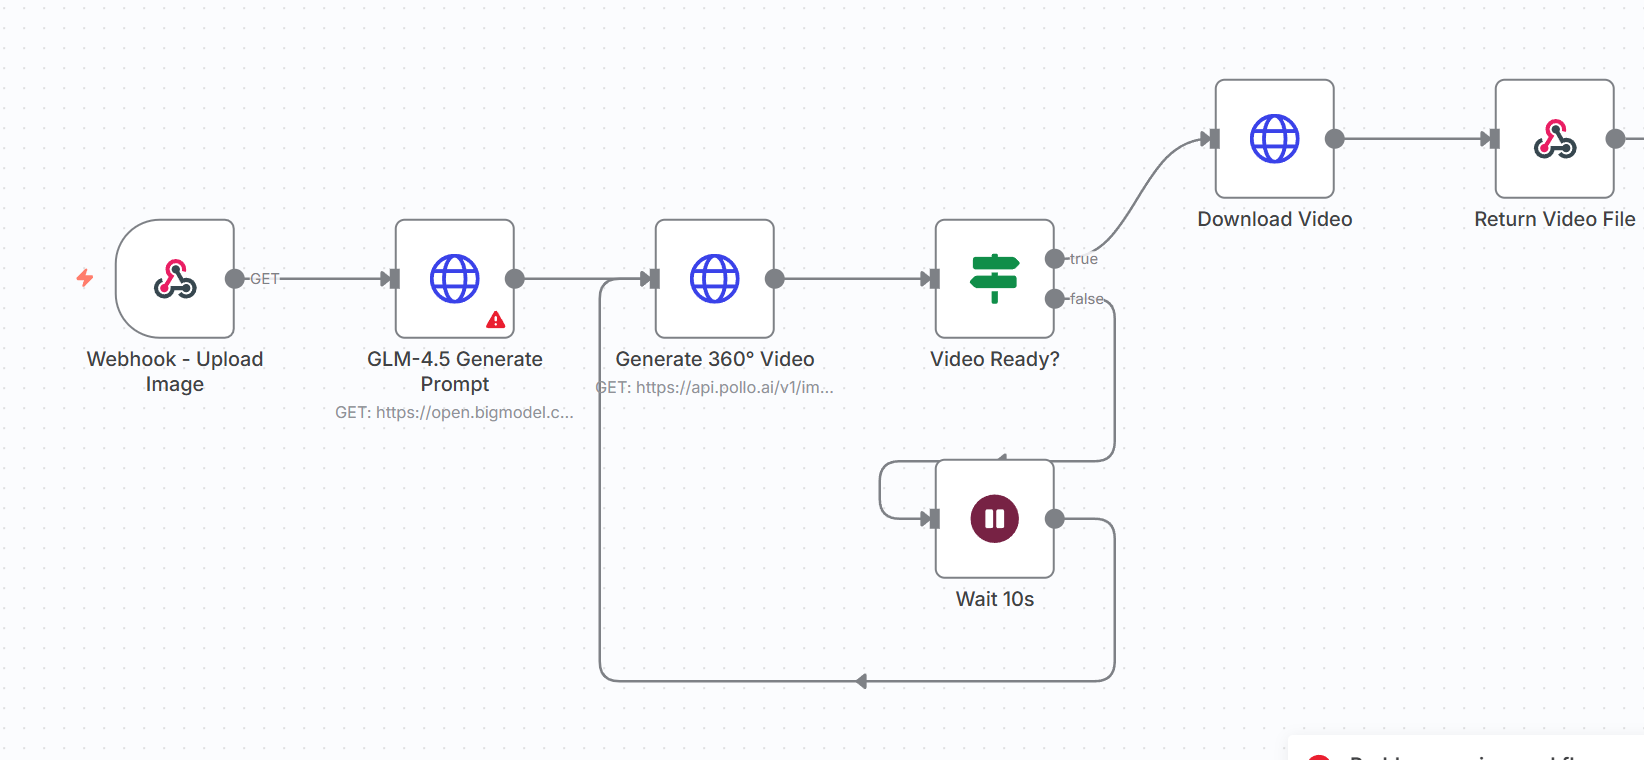 Download Video
Return Video File
true
GET
false
Webhook - Upload
Image
GLM-4.5 Generate
Prompt
GET: https://open.bigmodel.c...
Generate 360° Video
GET: https://api.pollo.ai/v1/im...
Video Ready?
Wait 10s